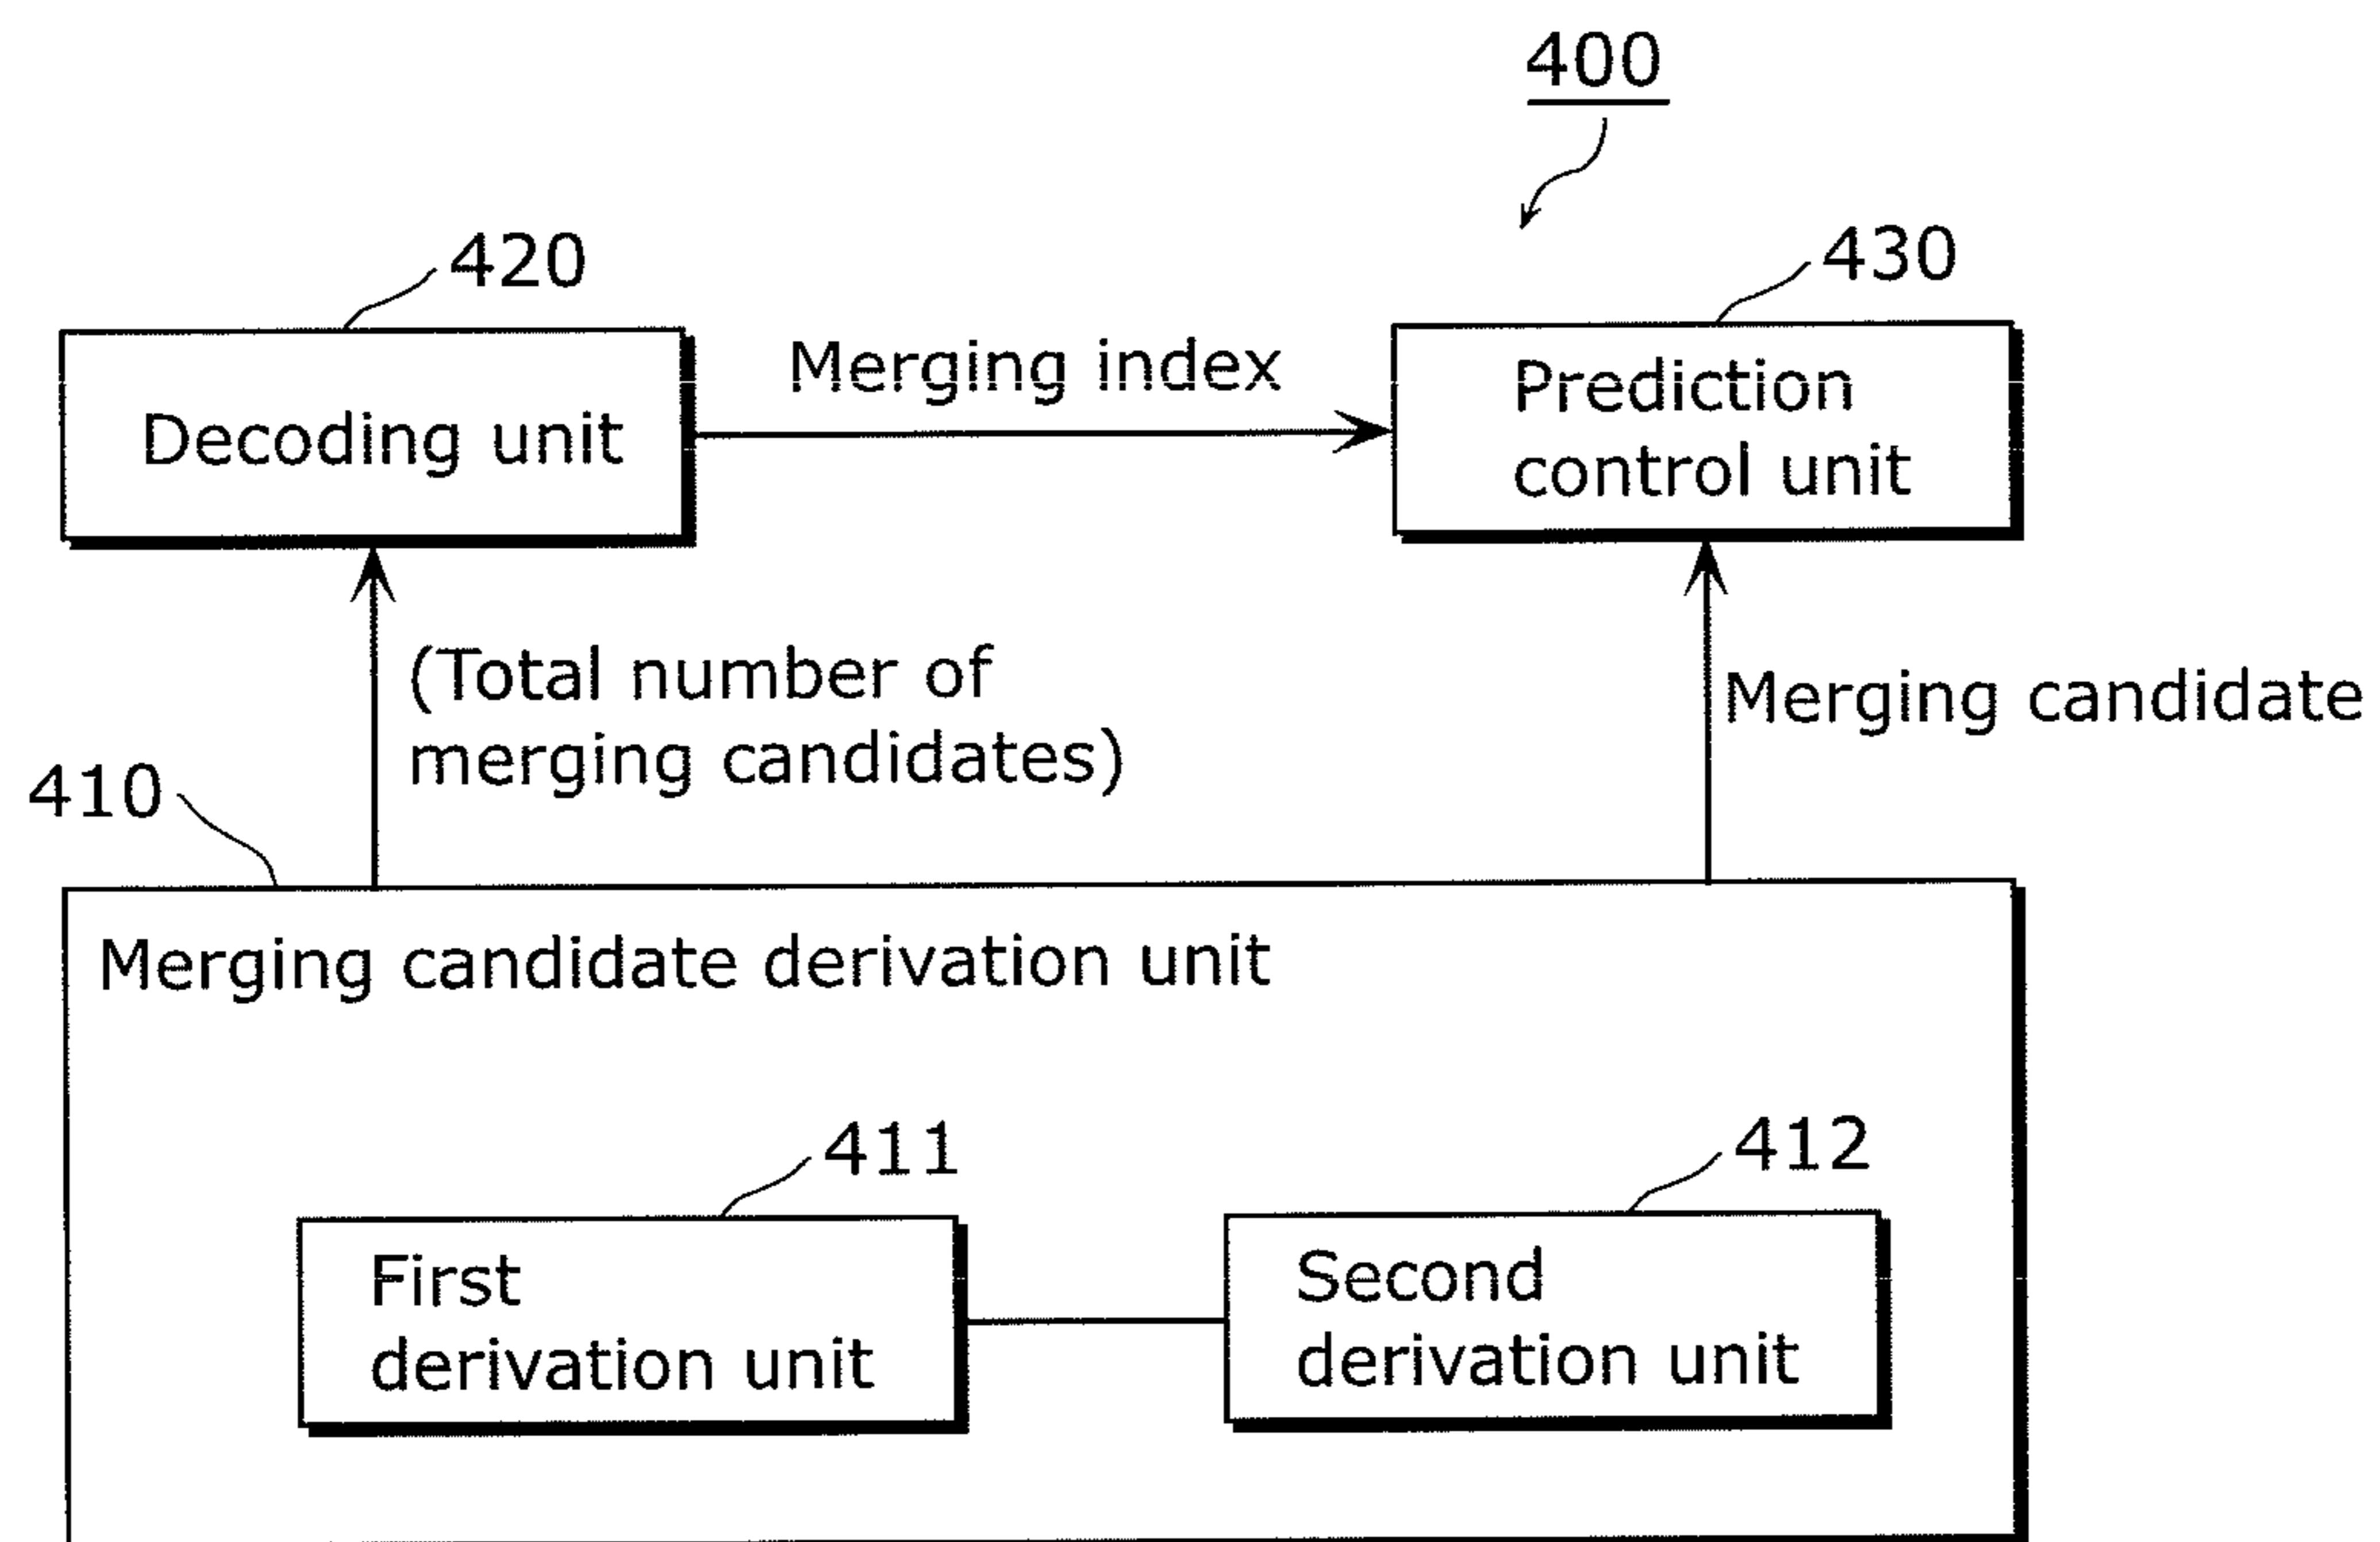 400
420
430
Decoding unit
Merging index
Prediction
control unit
(Total number of
merging candidates)
Merging candidate
410
Merging candidate derivation unit
411
412
First
derivation unit
Second
derivation unit